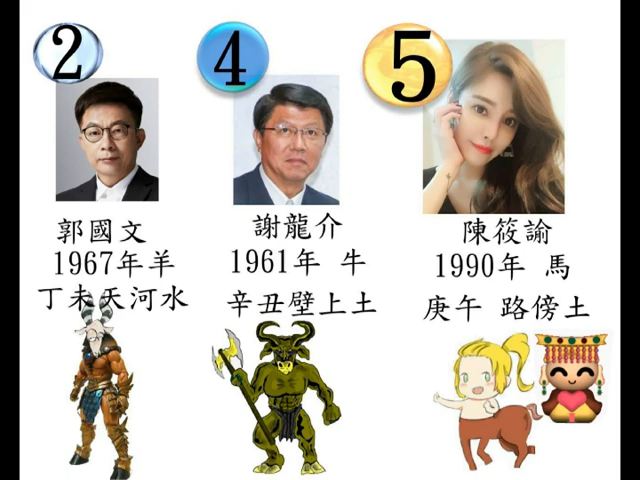 2
4
5
郭國文
謝龍介
陳筱諭
1967年羊
1961年 牛
1990年 馬
丁未天河水
辛丑壁上土
庚午 路傍土